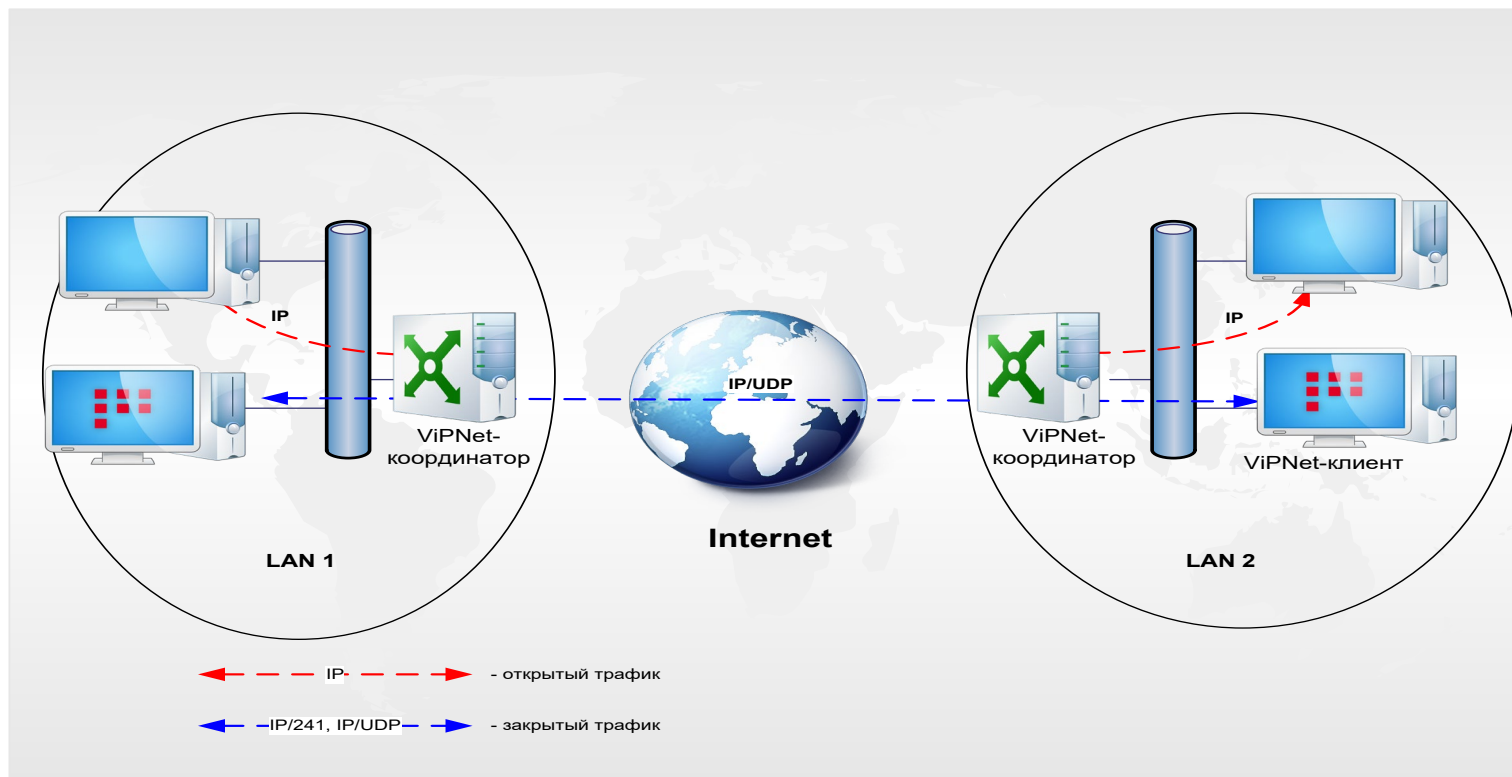 IP
IP
IP/UDP
ViPNet-
координатор
ViPNet-
координатор
ViPNet-клиент
Internet
LAN 1
LAN 2
IP
- открытый трафик
IP/241, IP/UDP
- закрытый трафик